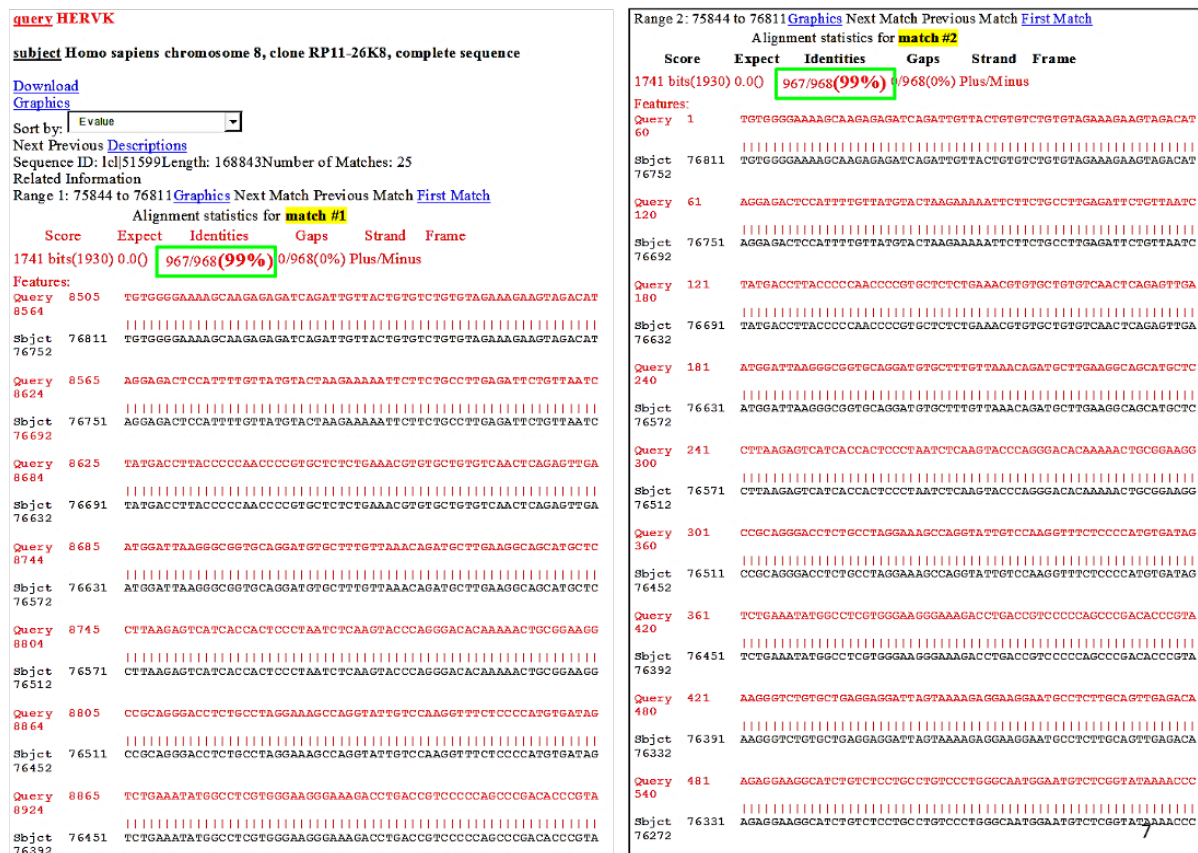 query HERVK
subject Homo sapiens chromosome 8, clone RP11-26K8, complete sequence
Download
Graphics
Sort by: E value
Next Previous Descriptions
Sequence ID: lcl|51599Length: 168843Number of Matches: 25
Related Information
Range 1: 75844 to 76811Graphics Next Match Previous Match First Match
Alignment statistics for match #1
Score Expect Identities Gaps Strand Frame
1741 bits(1930) 0.0() 967/968(99%) 0/968(0%) Plus/Minus
Features:
Query 8505 TGTGGGGAAAAGCAAGAGAGATCAGATTGTTACTGTGTCTGTGTAGAAAGAAGTAGACAT
8564
||||||||||||||||||||||||||||||||||||||||||||||||||||||||||||
Sbjct 76811 TGTGGGGAAAAGCAAGAGAGATCAGATTGTTACTGTGTCTGTGTAGAAAGAAGTAGACAT
76752
Query 8565 AGGAGACTCCATTTTGTTATGTACTAAGAAAAATTCTTCTGCCTTGAGATTCTGTTAATC
8624
||||||||||||||||||||||||||||||||||||||||||||||||||||||||||||
Sbjct 76751 AGGAGACTCCATTTTGTTATGTACTAAGAAAAATTCTTCTGCCTTGAGATTCTGTTAATC
76692
Query 8625 TATGACCTTACCCCCAACCCCGTGCTCTCTGAAACGTGTGCTGTGTCAACTCAGAGTTGA
8684
||||||||||||||||||||||||||||||||||||||||||||||||||||||||||||
Sbjct 76691 TATGACCTTACCCCCAACCCCGTGCTCTCTGAAACGTGTGCTGTGTCAACTCAGAGTTGA
76632
Query 8685 ATGGATTAAGGGCGGTGCAGGATGTGCTTTGTTAAACAGATGCTTGAAGGCAGCATGCTC
8744
||||||||||||||||||||||||||||||||||||||||||||||||||||||||||||
Sbjct 76631 ATGGATTAAGGGCGGTGCAGGATGTGCTTTGTTAAACAGATGCTTGAAGGCAGCATGCTC
76572
Query 8745 CTTAAGAGTCATCACCACTCCCTAATCTCAAGTACCCAGGGACACAAAAACTGCGGAAGG
8804
||||||||||||||||||||||||||||||||||||||||||||||||||||||||||||
Sbjct 76571 CTTAAGAGTCATCACCACTCCCTAATCTCAAGTACCCAGGGACACAAAAACTGCGGAAGG
76512
Query 8805 CCGCAGGGACCTCTGCCTAGGAAAGCCAGGTATTGTCCAAGGTTTCTCCCCATGTGATAG
8864
||||||||||||||||||||||||||||||||||||||||||||||||||||||||||||
Sbjct 76511 CCGCAGGGACCTCTGCCTAGGAAAGCCAGGTATTGTCCAAGGTTTCTCCCCATGTGATAG
76452
Query 8865 TCTGAAATATGGCCTCGTGGGAAGGGAAAGACCTGACCGTCCCCCAGCCCGACACCCGTA
8924
||||||||||||||||||||||||||||||||||||||||||||||||||||||||||||
Sbjct 76451 TCTGAAATATGGCCTCGTGGGAAGGGAAAGACCTGACCGTCCCCCAGCCCGACACCCGTA
76392
Range 2: 75844 to 76811Graphics Next Match Previous Match First Match
Alignment statistics for match #2
Score Expect Identities Gaps Strand Frame
1741 bits(1930) 0.0() 967/968(99%) 0/968(0%) Plus/Minus
Features:
Query 1 TGTGGGGAAAAGCAAGAGAGATCAGATTGTTACTGTGTCTGTGTAGAAAGAAGTAGACAT
60
||||||||||||||||||||||||||||||||||||||||||||||||||||||||||||
Sbjct 76811 TGTGGGGAAAAGCAAGAGAGATCAGATTGTTACTGTGTCTGTGTAGAAAGAAGTAGACAT
76752
Query 61 AGGAGACTCCATTTTGTTATGTACTAAGAAAAATTCTTCTGCCTTGAGATTCTGTTAATC
120
||||||||||||||||||||||||||||||||||||||||||||||||||||||||||||
Sbjct 76751 AGGAGACTCCATTTTGTTATGTACTAAGAAAAATTCTTCTGCCTTGAGATTCTGTTAATC
76692
Query 121 TATGACCTTACCCCCAACCCCGTGCTCTCTGAAACGTGTGCTGTGTCAACTCAGAGTTGA
180
||||||||||||||||||||||||||||||||||||||||||||||||||||||||||||
Sbjct 76691 TATGACCTTACCCCCAACCCCGTGCTCTCTGAAACGTGTGCTGTGTCAACTCAGAGTTGA
76632
Query 181 ATGGATTAAGGGCGGTGCAGGATGTGCTTTGTTAAACAGATGCTTGAAGGCAGCATGCTC
240
||||||||||||||||||||||||||||||||||||||||||||||||||||||||||||
Sbjct 76631 ATGGATTAAGGGCGGTGCAGGATGTGCTTTGTTAAACAGATGCTTGAAGGCAGCATGCTC
76572
Query 241 CTTAAGAGTCATCACCACTCCCTAATCTCAAGTACCCAGGGACACAAAAACTGCGGAAGG
300
||||||||||||||||||||||||||||||||||||||||||||||||||||||||||||
Sbjct 76571 CTTAAGAGTCATCACCACTCCCTAATCTCAAGTACCCAGGGACACAAAAACTGCGGAAGG
76512
Query 301 CCGCAGGGACCTCTGCCTAGGAAAGCCAGGTATTGTCCAAGGTTTCTCCCCATGTGATAG
360
||||||||||||||||||||||||||||||||||||||||||||||||||||||||||||
Sbjct 76511 CCGCAGGGACCTCTGCCTAGGAAAGCCAGGTATTGTCCAAGGTTTCTCCCCATGTGATAG
76452
Query 361 TCTGAAATATGGCCTCGTGGGAAGGGAAAGACCTGACCGTCCCCCAGCCCGACACCCGTA
420
||||||||||||||||||||||||||||||||||||||||||||||||||||||||||||
Sbjct 76451 TCTGAAATATGGCCTCGTGGGAAGGGAAAGACCTGACCGTCCCCCAGCCCGACACCCGTA
76392
Query 421 AAGGGTCTGTGCTGAGGAGGATTAGTAAAAGAGGAAGGAATGCCTCTTGCAGTTGAGACA
480
||||||||||||||||||||||||||||||||||||||||||||||||||||||||||||
Sbjct 76391 AAGGGTCTGTGCTGAGGAGGATTAGTAAAAGAGGAAGGAATGCCTCTTGCAGTTGAGACA
76332
Query 481 AGAGGAAGGCATCTGTCTCCTGCCTGTCCCTGGGCAATGGAATGTCTCGGTATAAAACCC
540
||||||||||||||||||||||||||||||||||||||||||||||||||||||||||||
Sbjct 76331 AGAGGAAGGCATCTGTCTCCTGCCTGTCCCTGGGCAATGGAATGTCTCGGTATAAAACCC
76272
7